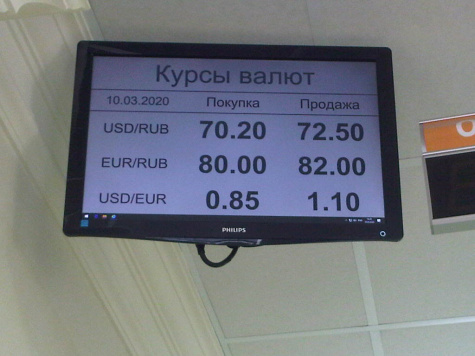 Курсы валют
10.03.2020 Покупка Продажа
USD/RUB 70.20 72.50
EUR/RUB 80.00 82.00
USD/EUR 0.85 1.10
PHILIPS